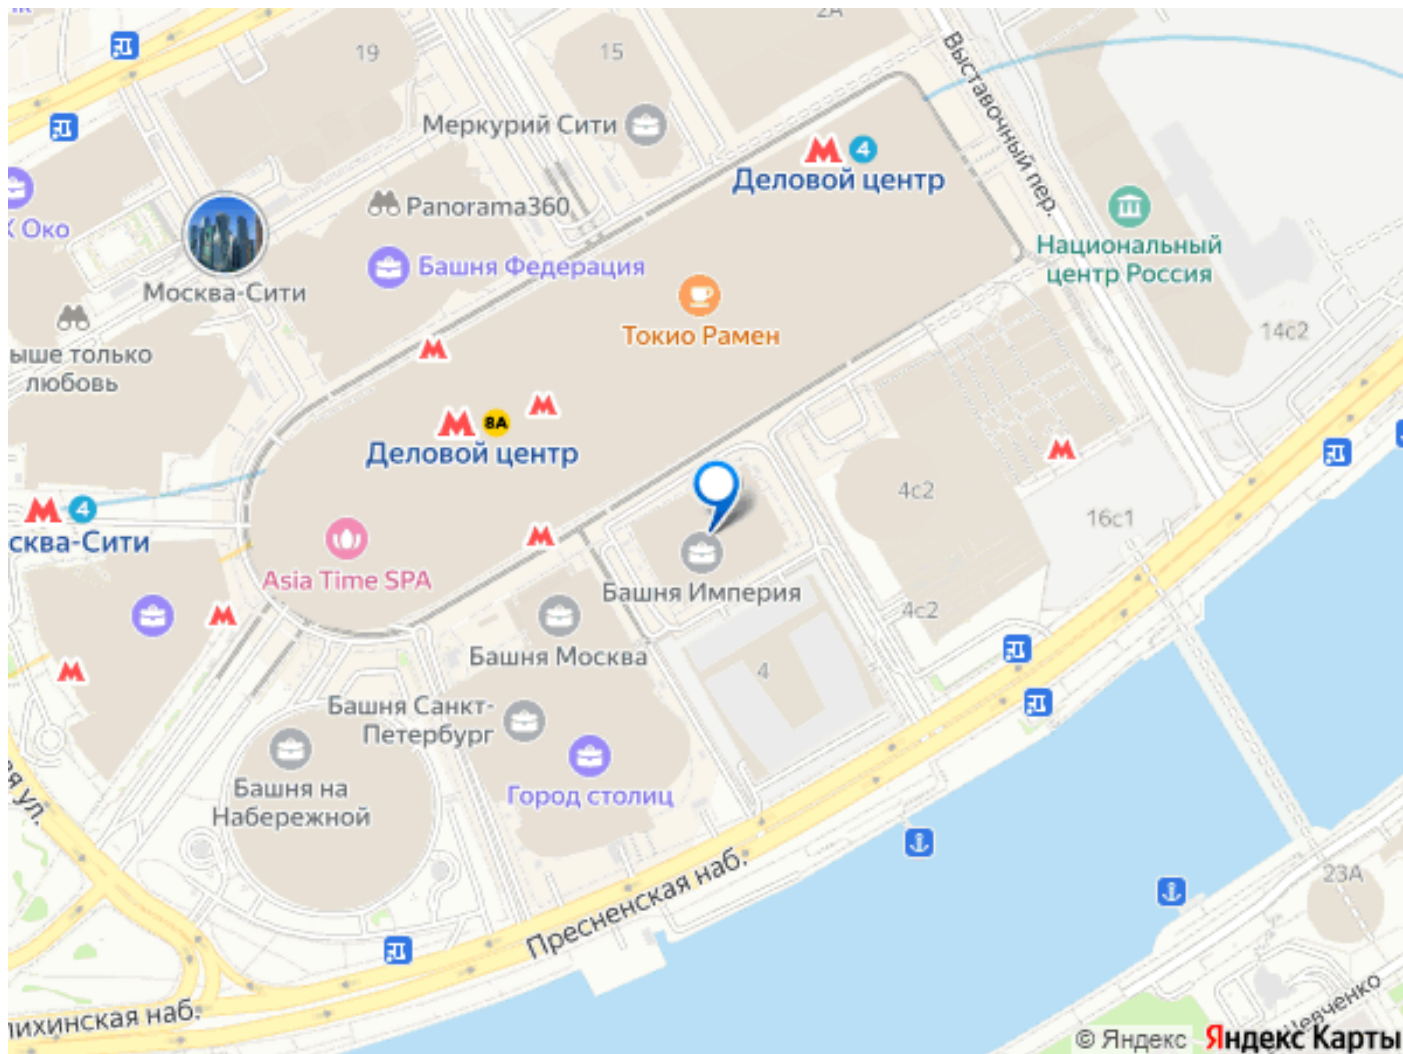 2А
19
15
Выставочный пер.
Меркурий Сити
4
Деловой центр
Panorama360
Око
Национальный
центр Россия
Башня Федерация
Москва-Сити
Токио Рамен
14с2
ыше только
любовь
8А
Деловой центр
4с2
4
сква-Сити
16с1
Asia Time SPA
Башня Империя
4с2
Башня Москва
4
Башня Санкт-
Петербург
Башня на
Набережной
Город столиц
ая ул.
Пресненская наб.
23А
лихинская наб.
Шевченко
© Яндекс Яндекс Карты